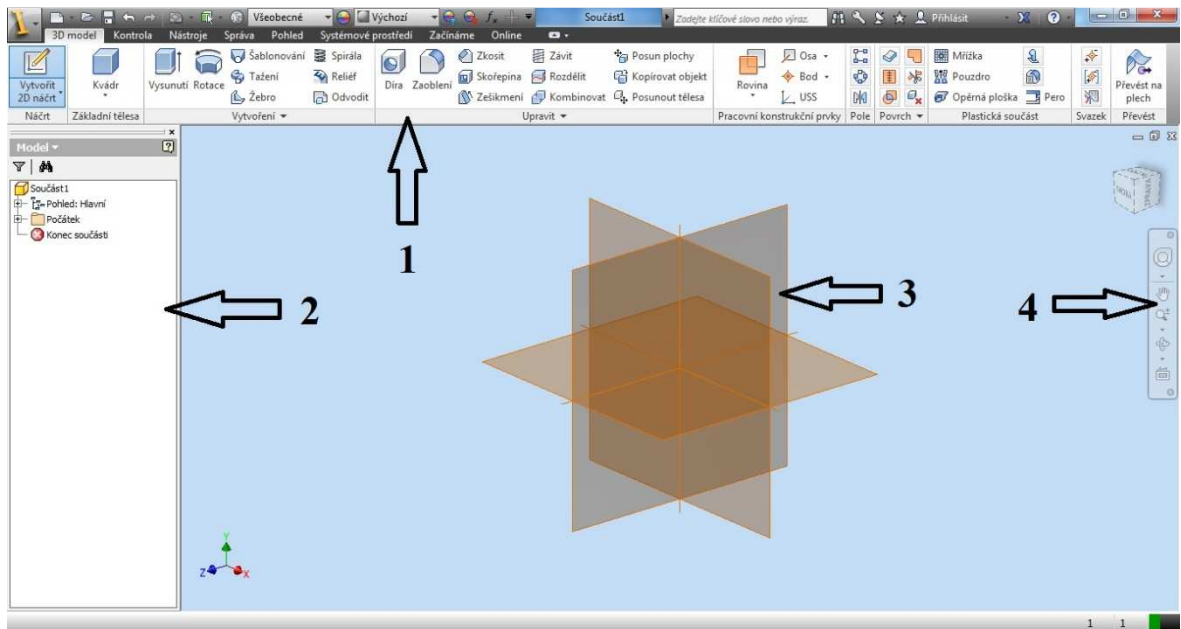 Všeobecné Výchozí Součást1 Zadejte klíčové slovo nebo výraz. Přihlásit
3D model Kontrola Nástroje Správa Pohled Systémové prostředí Začínáme Online
Šablonování Spirála Zkosit Závit Posun plochy Osa Mřížka
Vytvořit 2D náčrt Kvádr Vysunutí Rotace Tažení Reliéf Díra Zaoblení Skořepina Rozdělit Kopírovat objekt Rovina Bod Pouzdro Převést na plech
Žebro Odvodit Zešikmení Kombinovat Posunout tělesa USS Opěrná ploška Pero
Náčrt Základní tělesa Vytvoření Upravit Pracovní konstrukční prvky Pole Povrch Plastická součást Svazek Převést
Model
Součást1
Pohled: Hlavní
Počátek
Konec součásti
1
2
3
4
Y
Z
X
1 1